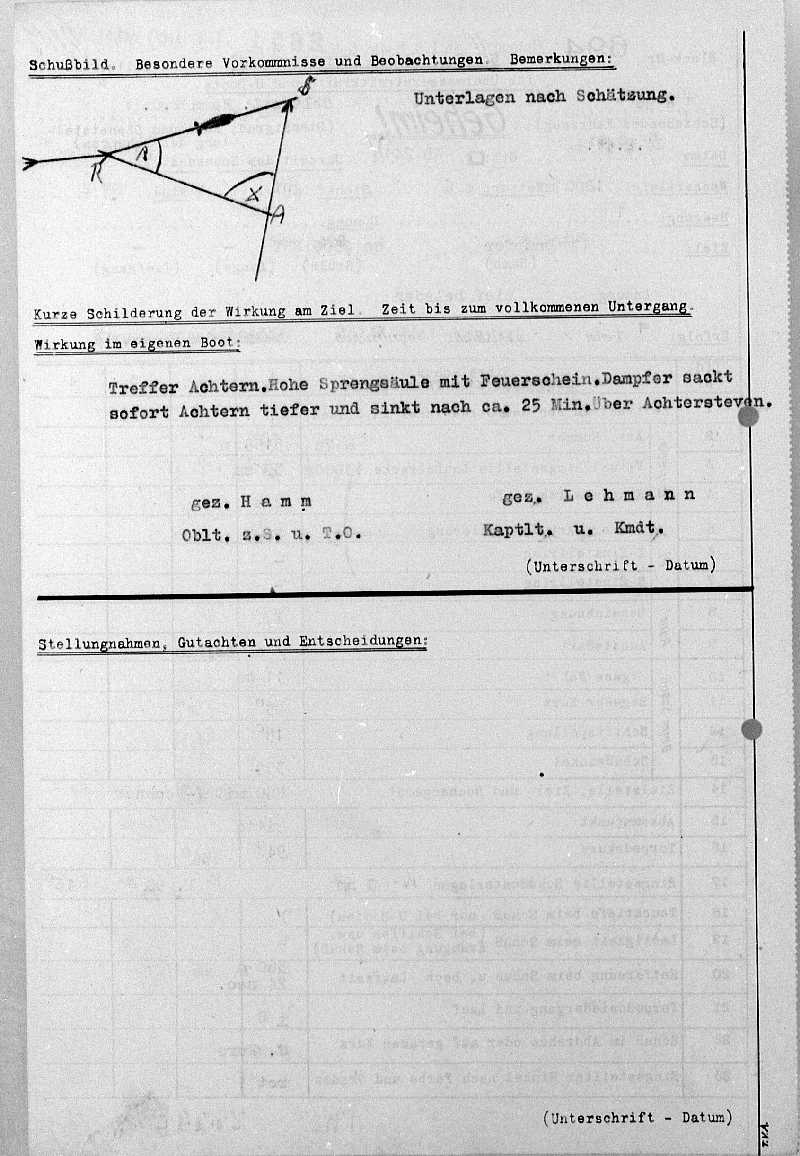 Schußbild. Besondere Vorkommnisse und Beobachtungen. Bemerkungen:
Unterlagen nach Schätzung.
S
R
A
Kurze Schilderung der Wirkung am Ziel. Zeit bis zum vollkommenen Untergang.
Wirkung im eigenen Boot:
Treffer Achtern.Hohe Sprengsäule mit Feuerschein.Dampfer sackt
sofort Achtern tiefer und sinkt nach ca. 25 Min.Über Achtersteven.
gez. H a m m
gez. L e h m a n n
Oblt. z.S. u. T.O.
Kaptlt. u. Kmdt.
(Unterschrift - Datum)
Stellungnahmen, Gutachten und Entscheidungen:
(Unterschrift - Datum)